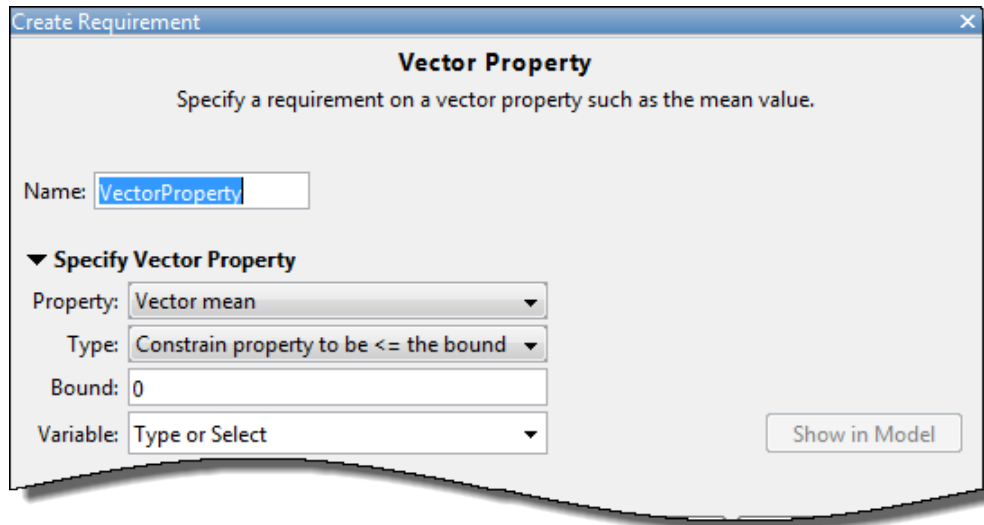 Create Requirement
Vector Property
Specify a requirement on a vector property such as the mean value.
Name: VectorProperty
Specify Vector Property
Property: Vector mean
Type: Constrain property to be <= the bound
Bound: 0
Variable: Type or Select Show in Model